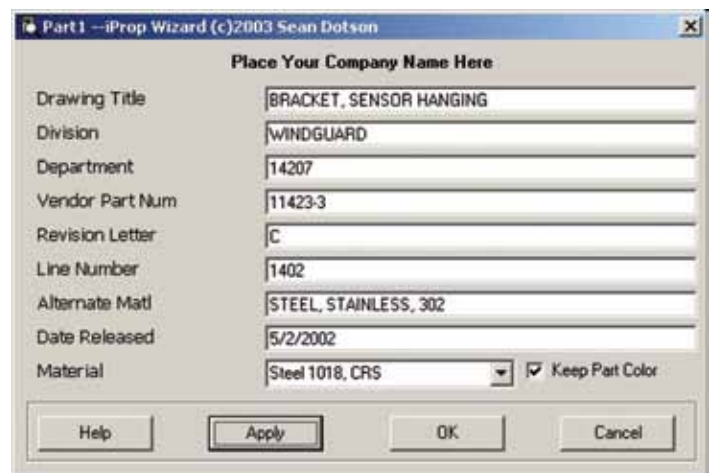 Part1 --iProp Wizard (c)2003 Sean Dotson
Place Your Company Name Here
Drawing Title BRACKET, SENSOR HANGING
Division WINDGUARD
Department 14207
Vendor Part Num 11423-3
Revision Letter C
Line Number 1402
Alternate Matl STEEL, STAINLESS, 302
Date Released 5/2/2002
Material Steel 1018, CRS Keep Part Color
Help Apply OK Cancel